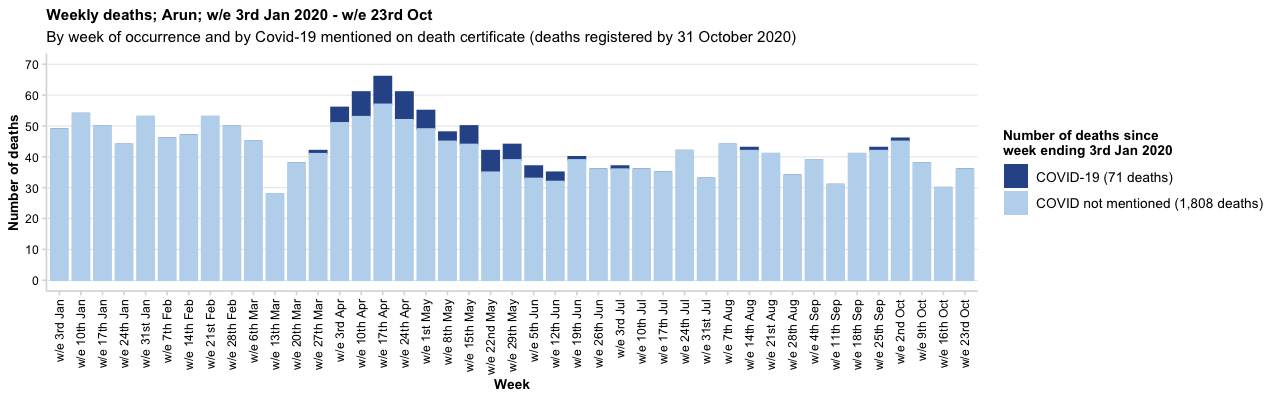 Weekly deaths; Arun; w/e 3rd Jan 2020 - w/e 23rd Oct
By week of occurrence and by Covid-19 mentioned on death certificate (deaths registered by 31 October 2020)
Number of deaths
70
60
50
40
30
20
10
0
w/e 3rd Jan
w/e 10th Jan
w/e 17th Jan
w/e 24th Jan
w/e 31st Jan
w/e 7th Feb
w/e 14th Feb
w/e 21st Feb
w/e 28th Feb
w/e 6th Mar
w/e 13th Mar
w/e 20th Mar
w/e 27th Mar
w/e 3rd Apr
w/e 10th Apr
w/e 17th Apr
w/e 24th Apr
w/e 1st May
w/e 8th May
w/e 15th May
w/e 22nd May
w/e 29th May
w/e 5th Jun
w/e 12th Jun
w/e 19th Jun
w/e 26th Jun
w/e 3rd Jul
w/e 10th Jul
w/e 17th Jul
w/e 24th Jul
w/e 31st Jul
w/e 7th Aug
w/e 14th Aug
w/e 21st Aug
w/e 28th Aug
w/e 4th Sep
w/e 11th Sep
w/e 18th Sep
w/e 25th Sep
w/e 2nd Oct
w/e 9th Oct
w/e 16th Oct
w/e 23rd Oct
Week
Number of deaths since
week ending 3rd Jan 2020
COVID-19 (71 deaths)
COVID not mentioned (1,808 deaths)